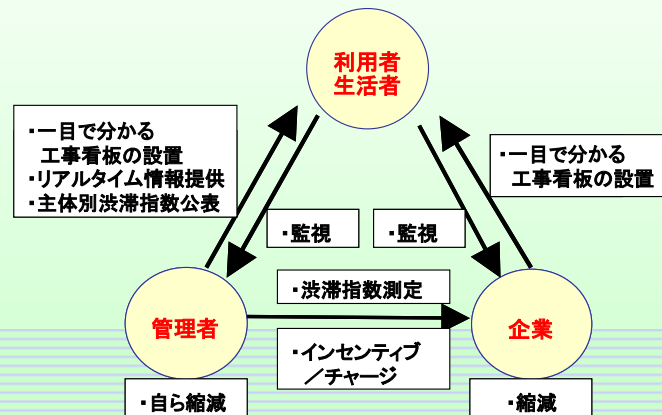 利用者
生活者
・一目で分かる
工事看板の設置
・リアルタイム情報提供
・主体別渋滞指数公表
・一目で分かる
工事看板の設置
・監視
・監視
・渋滞指数測定
管理者
企業
・インセンティブ
／チャージ
・自ら縮減
・縮減